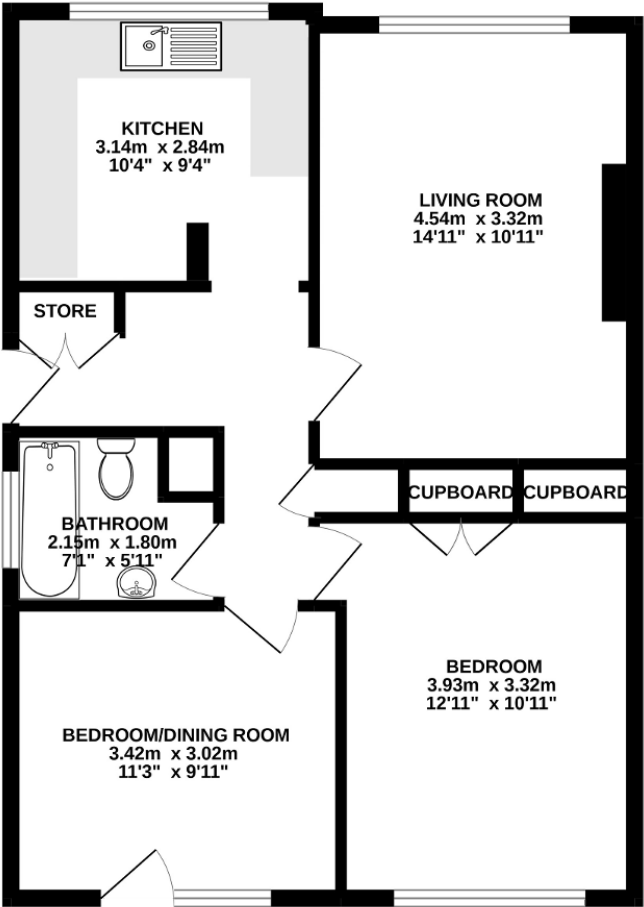 KITCHEN
3.14m x 2.84m
10'4" x 9'4"
LIVING ROOM
4.54m x 3.32m
14'11" x 10'11"
STORE
CUPBOARD
CUPBOARD
BATHROOM
2.15m x 1.80m
7'1" x 5'11"
BEDROOM
3.93m x 3.32m
12'11" x 10'11"
BEDROOM/DINING ROOM
3.42m x 3.02m
11'3" x 9'11"